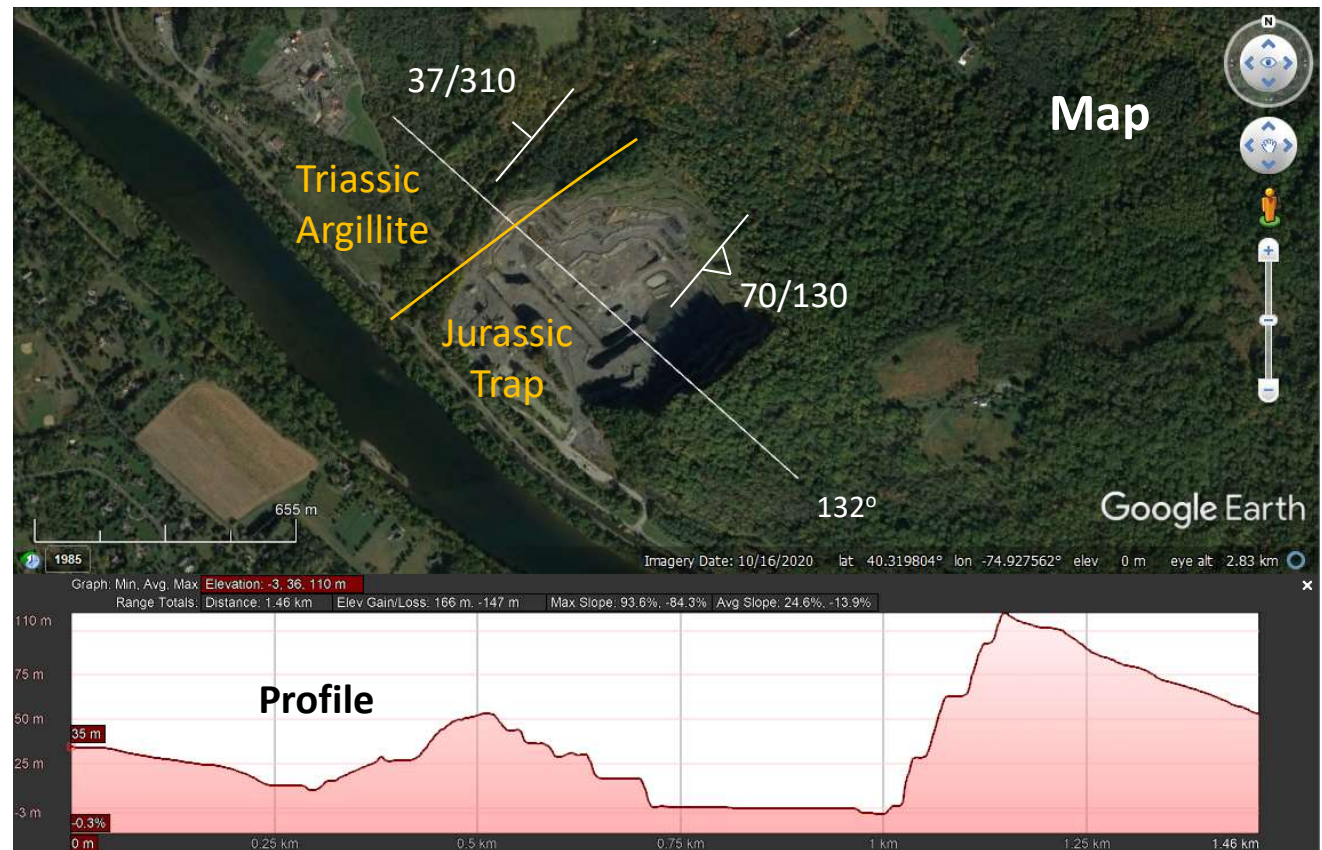 N
37/310
Map
Triassic
Argillite
70/130
Jurassic
Trap
655 m
132º
Google Earth
1985
Imagery Date: 10/16/2020 lat 40.319804° lon -74.927562° elev 0 m eye alt 2.83 km
Graph: Min, Avg, Max Elevation: -3, 36, 110 m
Range Totals: Distance: 1.46 km Elev Gain/Loss: 166 m, -147 m Max Slope: 93.6%, -84.3% Avg Slope: 24.6%, -13.9%
110 m
75 m
Profile
50 m
35 m
25 m
-3 m
-0.3%
0 m 0.25 km 0.5 km 0.75 km 1 km 1.25 km 1.46 km